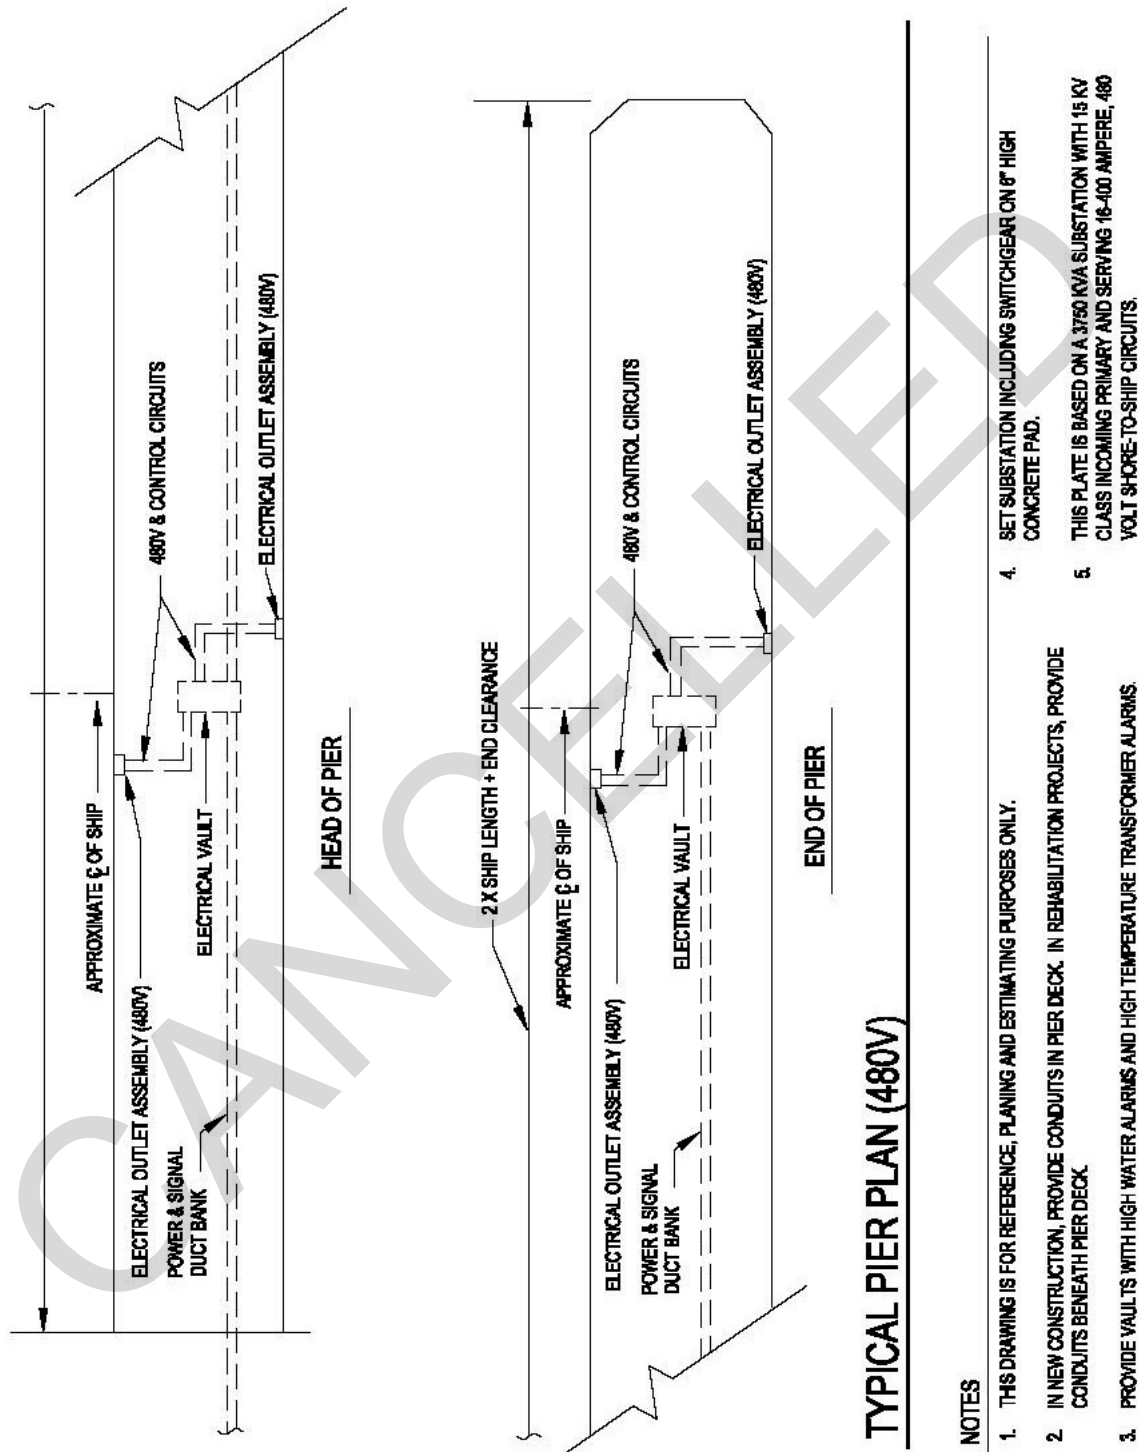 APPROXIMATE ℄ OF SHIP
480V & CONTROL CIRCUITS
ELECTRICAL OUTLET ASSEMBLY (480V)
ELECTRICAL OUTLET ASSEMBLY (480V)
ELECTRICAL VAULT
POWER & SIGNAL
DUCT BANK
HEAD OF PIER
2 X SHIP LENGTH + END CLEARANCE
APPROXIMATE ℄ OF SHIP
480V & CONTROL CIRCUITS
ELECTRICAL OUTLET ASSEMBLY (480V)
ELECTRICAL OUTLET ASSEMBLY (480V)
ELECTRICAL VAULT
POWER & SIGNAL
DUCT BANK
END OF PIER
TYPICAL PIER PLAN (480V)
NOTES
1. THIS DRAWING IS FOR REFERENCE, PLANING AND ESTIMATING PURPOSES ONLY.
2. IN NEW CONSTRUCTION, PROVIDE CONDUITS IN PIER DECK. IN REHABILITATION PROJECTS, PROVIDE
CONDUITS BENEATH PIER DECK.
3. PROVIDE VAULTS WITH HIGH WATER ALARMS AND HIGH TEMPERATURE TRANSFORMER ALARMS.
4. SET SUBSTATION INCLUDING SWITCHGEAR ON 6" HIGH
CONCRETE PAD.
5. THIS PLATE IS BASED ON A 3750 KVA SUBSTATION WITH 15 KV
CLASS INCOMING PRIMARY AND SERVING 16-400 AMPERE, 480
VOLT SHORE-TO-SHIP CIRCUITS.
CANCELLED